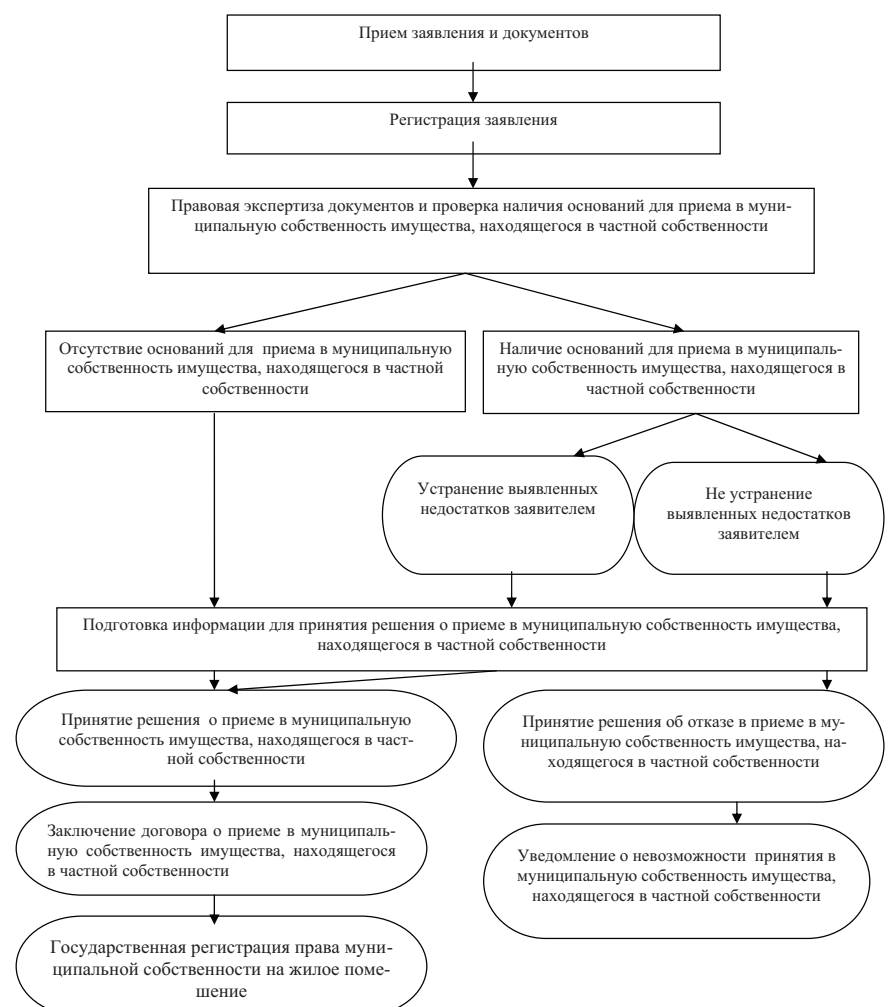 Прием заявления и документов
Регистрация заявления
Правовая экспертиза документов и проверка наличия оснований для приема в муни-
ципальную собственность имущества, находящегося в частной собственности
Отсутствие оснований для приема в муниципальную
собственность имущества, находящегося в частной
собственности
Наличие оснований для приема в муниципаль-
ную собственность имущества, находящегося в
частной собственности
Устранение выявленных
недостатков заявителем
Не устранение
выявленных недостатков
заявителем
Подготовка информации для принятия решения о приеме в муниципальную собственность имущества,
находящегося в частной собственности
Принятие решения о приеме в муниципальную
собственность имущества, находящегося в част-
ной собственности
Принятие решения об отказе в приеме в му-
ниципальную собственность имущества, на-
ходящегося в частной собственности
Заключение договора о приеме в муниципаль-
ную собственность имущества, находящегося
в частной собственности
Уведомление о невозможности принятия в
муниципальную собственность имущества,
находящегося в частной собственности
Государственная регистрация права муни-
ципальной собственности на жилое поме-
щение